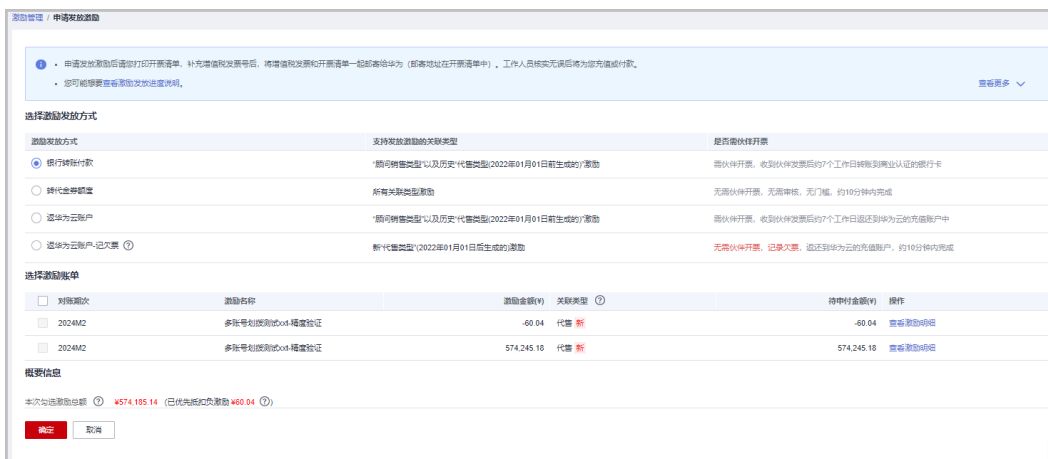 激励管理 / 申请发放激励
申请发放激励后请您打印开票清单，补充增值税发票号后，将增值税发票和开票清单一起邮寄给华为（邮寄地址在开票清单中）。工作人员核实无误后将为您充值或付款。
您可能想要查看激励发放进度说明。 查看更多
选择激励发放方式
激励发放方式 支持发放激励的关联类型 是否需伙伴开票
银行转账付款 “顾问销售类型”以及历史“代售类型(2022年01月01日前生成的)”激励 需伙伴开票，收到伙伴发票后约7个工作日转账到商业认证的银行卡
转代金券额度 所有关联类型激励 无需伙伴开票，无需审核，无门槛，约10分钟内完成
返华为云账户 “顾问销售类型”以及历史“代售类型(2022年01月01日前生成的)”激励 需伙伴开票，收到伙伴发票后约7个工作日返还到华为云的充值账户中
返华为云账户-记欠票 ? 新“代售类型”(2022年01月01日后生成的)激励 无需伙伴开票，记录欠票，返还到华为云的充值账户，约10分钟内完成
选择激励账单
对账期次 激励名称 激励金额(¥) 关联类型 ? 待申付金额(¥) 操作
2024M2 多账号划拨测试xxt-精度验证 -60.04 代售 新 -60.04 查看激励明细
2024M2 多账号划拨测试xxt-精度验证 574,245.18 代售 新 574,245.18 查看激励明细
概要信息
本次勾选激励总额 ? ¥574,185.14 (已优先抵扣负激励 ¥60.04 ?)
确定 取消